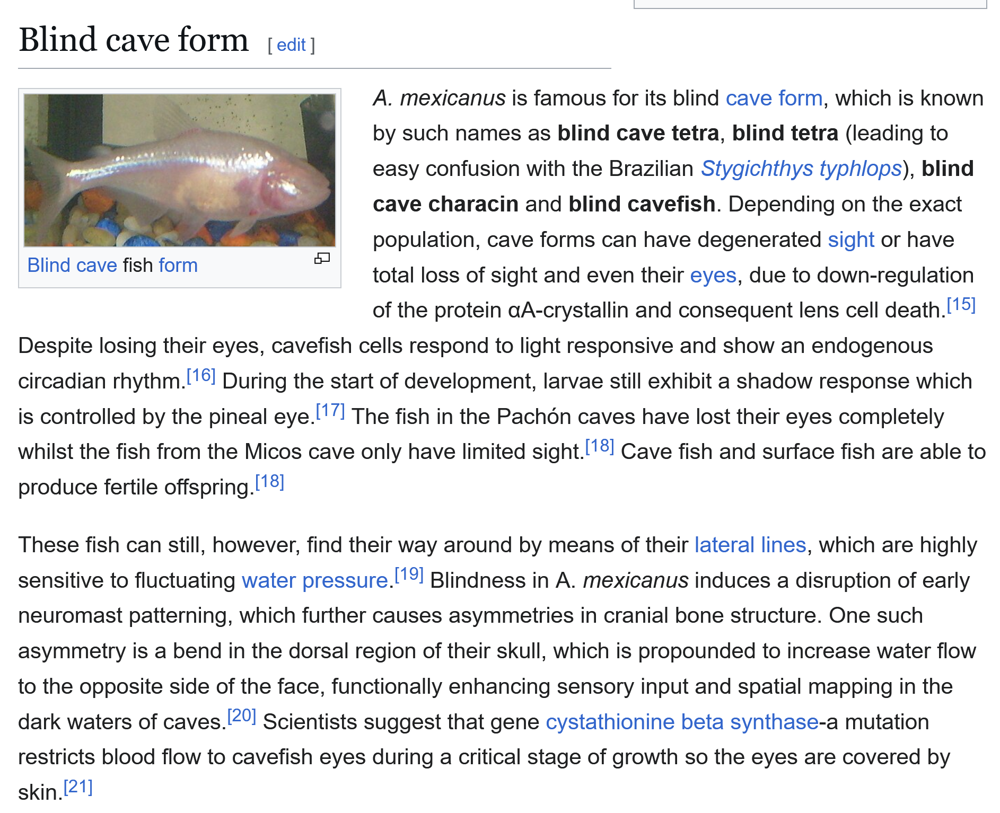 Blind cave form [ edit ]
A. mexicanus is famous for its blind cave form, which is known
by such names as blind cave tetra, blind tetra (leading to
easy confusion with the Brazilian Stygichthys typhlops), blind
cave characin and blind cavefish. Depending on the exact
population, cave forms can have degenerated sight or have
total loss of sight and even their eyes, due to down-regulation
of the protein αA-crystallin and consequent lens cell death.[15]
Blind cave fish form
Despite losing their eyes, cavefish cells respond to light responsive and show an endogenous
circadian rhythm.[16] During the start of development, larvae still exhibit a shadow response which
is controlled by the pineal eye.[17] The fish in the Pachón caves have lost their eyes completely
whilst the fish from the Micos cave only have limited sight.[18] Cave fish and surface fish are able to
produce fertile offspring.[18]
These fish can still, however, find their way around by means of their lateral lines, which are highly
sensitive to fluctuating water pressure.[19] Blindness in A. mexicanus induces a disruption of early
neuromast patterning, which further causes asymmetries in cranial bone structure. One such
asymmetry is a bend in the dorsal region of their skull, which is propounded to increase water flow
to the opposite side of the face, functionally enhancing sensory input and spatial mapping in the
dark waters of caves.[20] Scientists suggest that gene cystathionine beta synthase-a mutation
restricts blood flow to cavefish eyes during a critical stage of growth so the eyes are covered by
skin.[21]